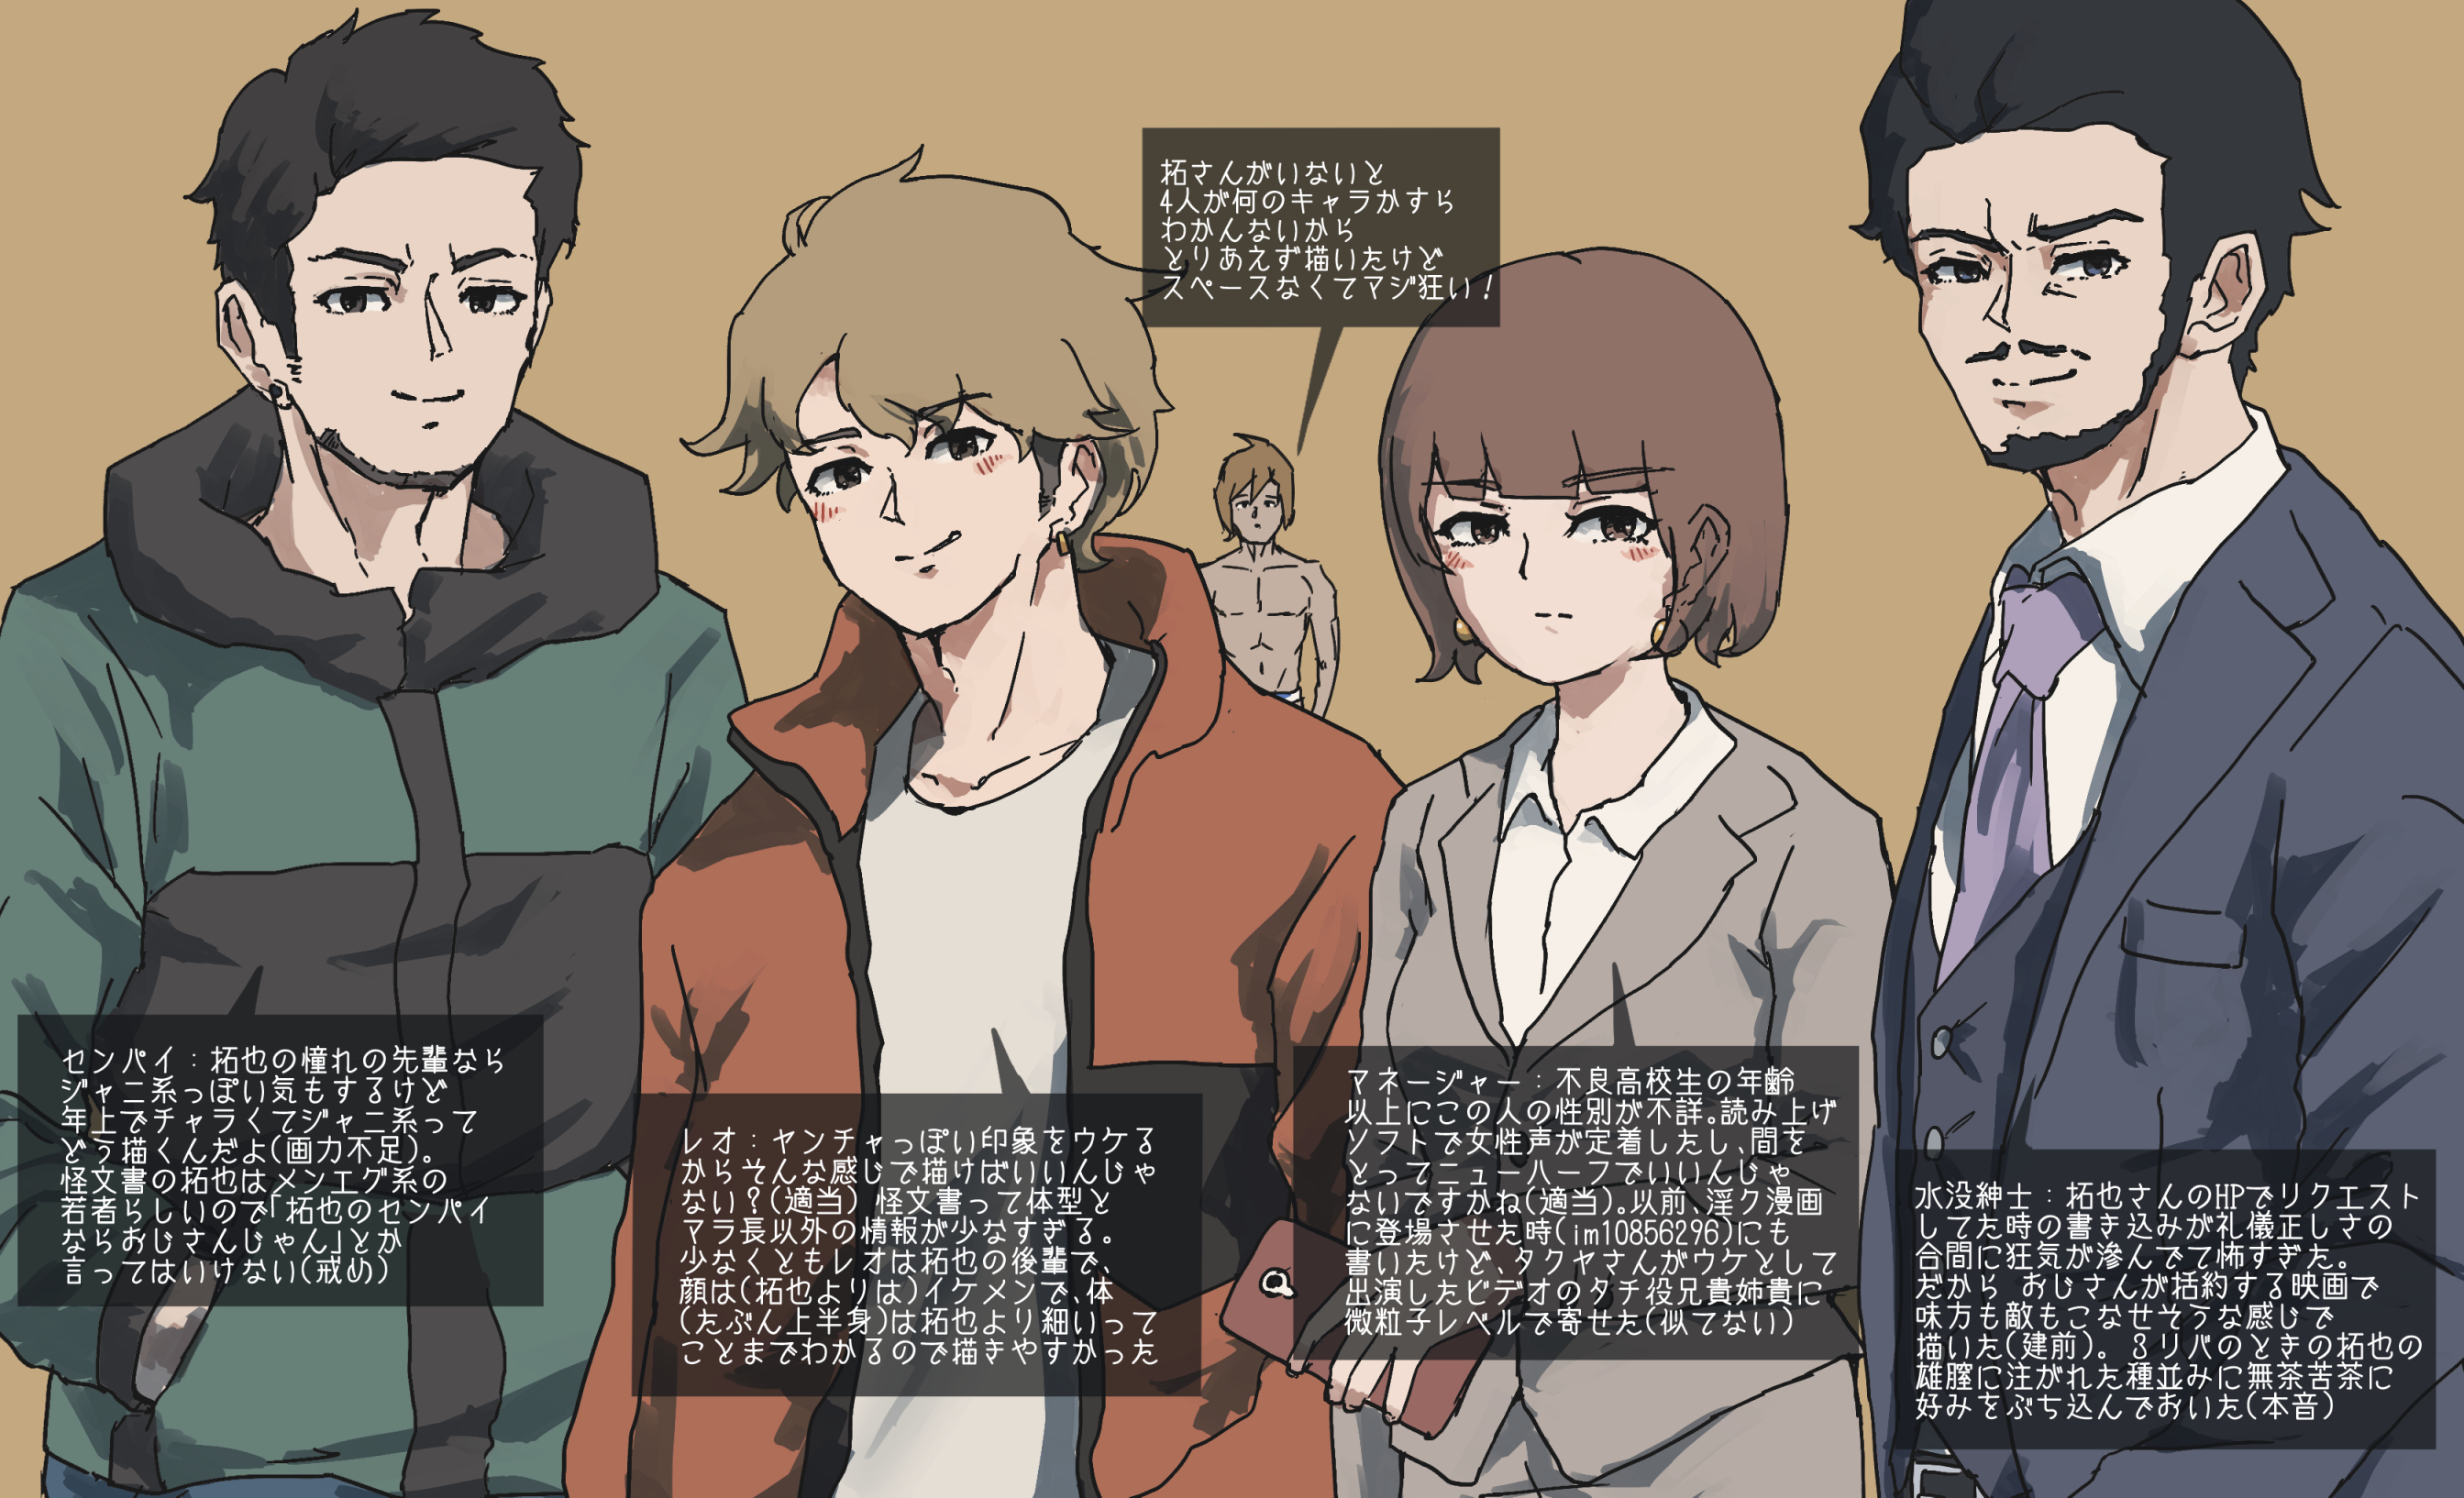 拓さんがいないと
4人が何のキャラかすら
わかんないから
とりあえず描いたけど
スペースなくてマジ狂い!
センパイ:拓也の憧れの先輩なら
ジャニ系っぽい気もするけど
年上でチャラくてジャニ系って
どう描くんだよ(画力不足)。
怪文書の拓也はメンエグ系の
若者らしいので「拓也のセンパイ
ならおじさんじゃん」とか
言ってはいけない(戒め)
レオ:ヤンチャっぽい印象をウケる
からそんな感じで描けばいいんじゃ
ない?(適当) 怪文書って体型と
マラ長以外の情報が少なすぎる。
少なくともレオは拓也の後輩で、
顔は(拓也よりは)イケメンで、体
(たぶん上半身)は拓也より細いって
ことまでわかるので描きやすかった
マネージャー:不良高校生の年齢
以上にこの人の性別が不詳。読み上げ
ソフトで女性声が定着したし、間を
とってニューハーフでいいんじゃ
ないですかね(適当)。以前、淫ク漫画
に登場させた時(im10856296)にも
書いたけど、タクヤさんがウケとして
出演したビデオのタチ役兄貴姉貴に
微粒子レベルで寄せた(似てない)
水没紳士:拓也さんのHPでリクエスト
してた時の書き込みが礼儀正しさの
合間に狂気が滲んでて怖すぎた。
だから おじさんが括約する映画で
味方も敵もこなせそうな感じで
描いた(建前)。 3リバのときの拓也の
雄膣に注がれた種並みに無茶苦茶に
好みをぶち込んでおいた(本音)